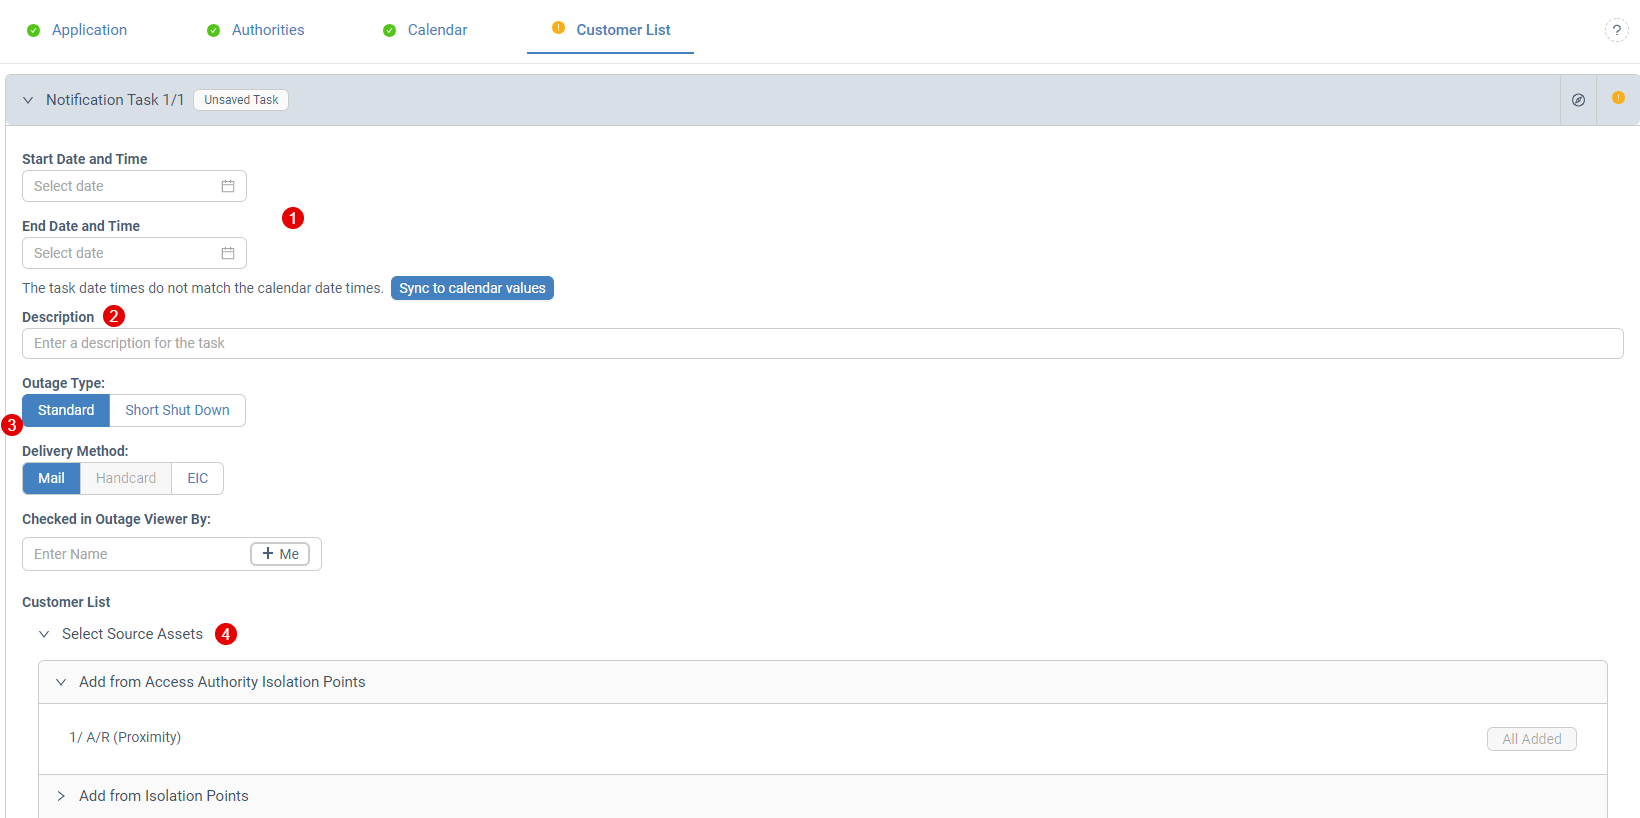 Application Authorities Calendar Customer List ?
Notification Task 1/1 Unsaved Task
Start Date and Time
Select date
1
End Date and Time
Select date
The task date times do not match the calendar date times. Sync to calendar values
Description 2
Enter a description for the task
Outage Type:
Standard Short Shut Down
3
Delivery Method:
Mail Handcard EIC
Checked in Outage Viewer By:
Enter Name + Me
Customer List
Select Source Assets 4
Add from Access Authority Isolation Points
1/ A/R (Proximity) All Added
Add from Isolation Points